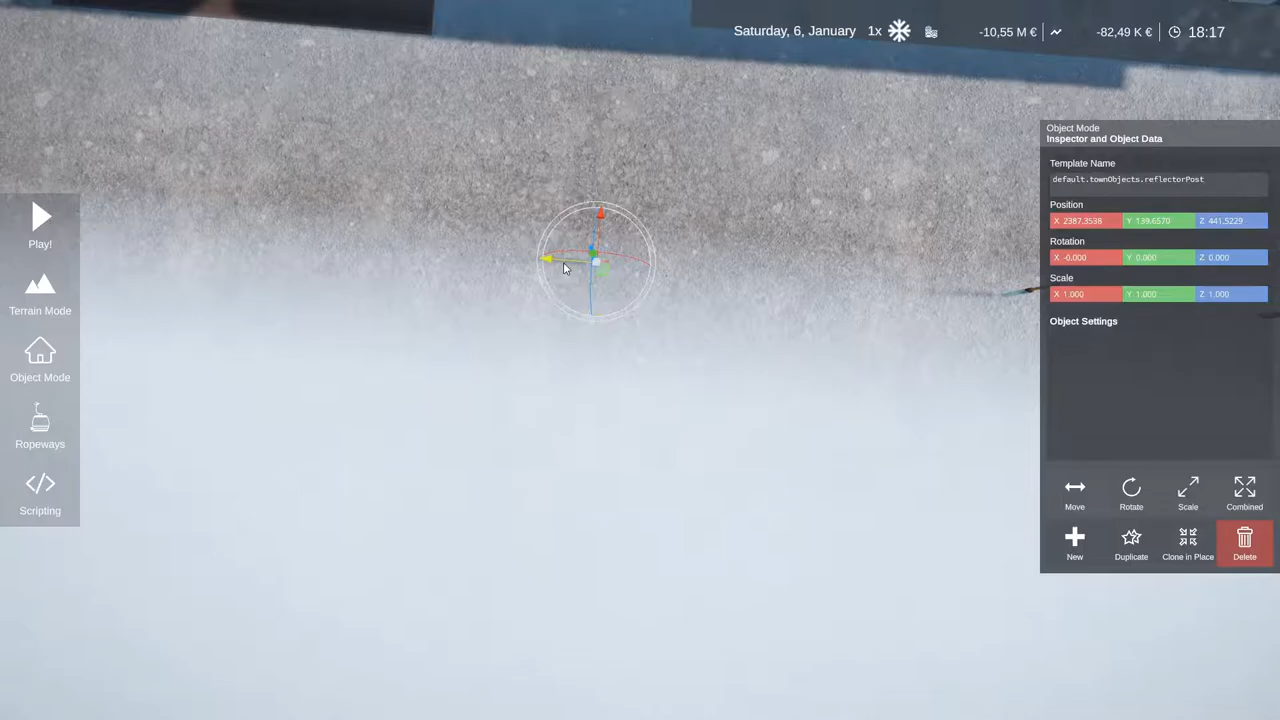 Saturday, 6, January 1x -10,55 M € -82,49 K € 18:17
Play!
Terrain Mode
Object Mode
Ropeways
Scripting
Object Mode
Inspector and Object Data
Template Name
default.townObjects.reflectorPost
Position
X 2387.3538 Y 139.6570 Z 441.5229
Rotation
X -0.000 Y 0.000 Z 0.000
Scale
X 1.000 Y 1.000 Z 1.000
Object Settings
Move Rotate Scale Combined
New Duplicate Clone in Place Delete